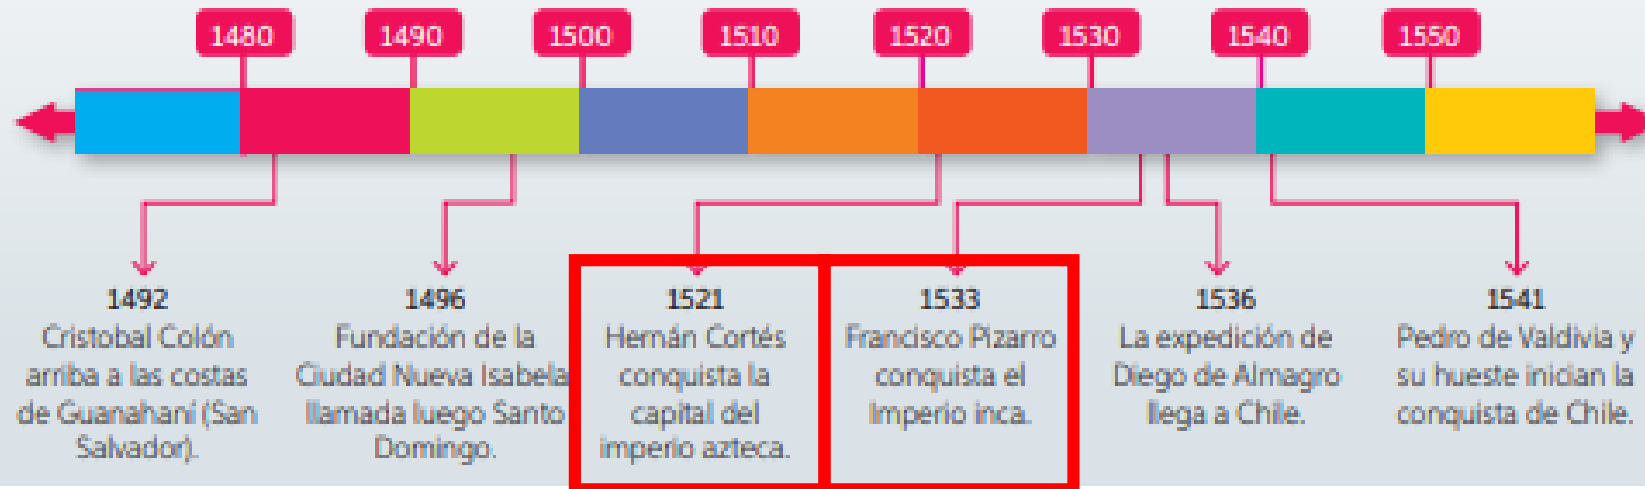 1480 1490 1500 1510 1520 1530 1540 1550
1492
Cristobal Colón
arriba a las costas
de Guanahaní (San
Salvador).
1496
Fundación de la
Ciudad Nueva Isabela
llamada luego Santo
Domingo.
1521
Hernán Cortés
conquista la
capital del
imperio azteca.
1533
Francisco Pizarro
conquista el
Imperio inca.
1536
La expedición de
Diego de Almagro
llega a Chile.
1541
Pedro de Valdivia y
su hueste inician la
conquista de Chile.